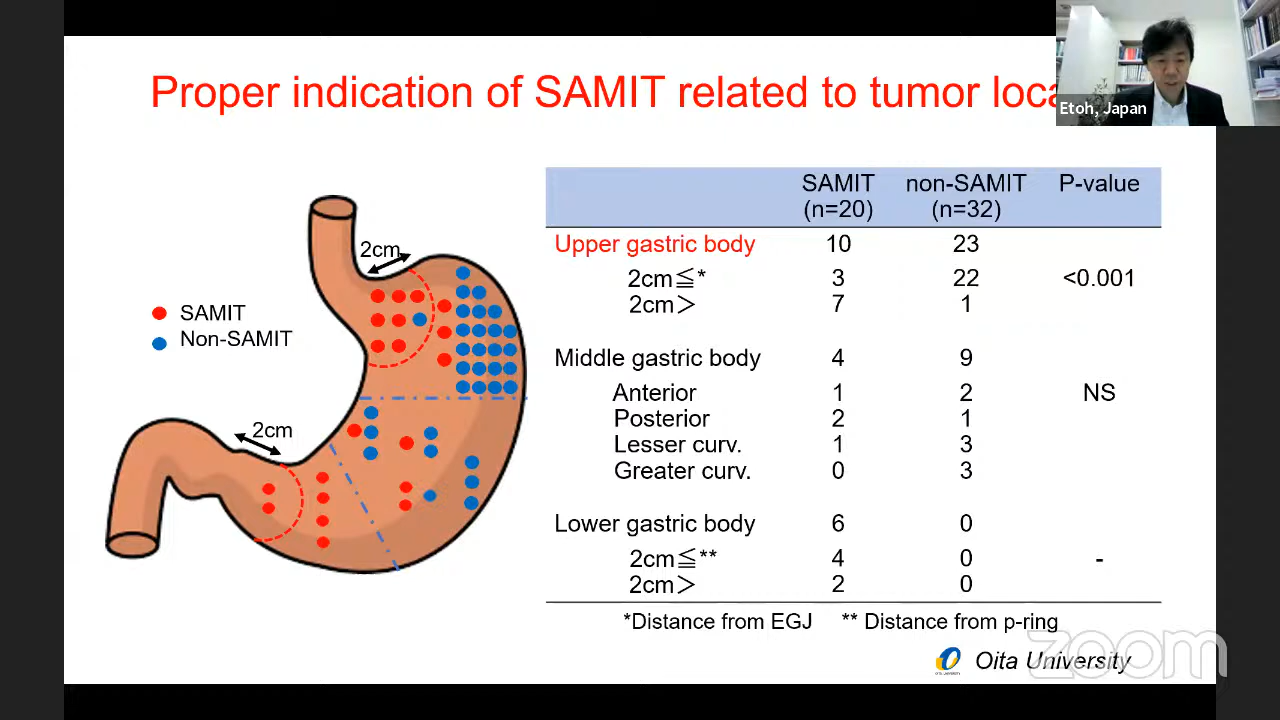 Proper indication of SAMIT related to tumor loca
Etoh, Japan
2cm
SAMIT
Non-SAMIT
2cm
SAMIT non-SAMIT P-value
(n=20) (n=32)
Upper gastric body 10 23
2cm≦* 3 22 <0.001
2cm＞ 7 1
Middle gastric body 4 9
Anterior 1 2 NS
Posterior 2 1
Lesser curv. 1 3
Greater curv. 0 3
Lower gastric body 6 0
2cm≦** 4 0 -
2cm＞ 2 0
*Distance from EGJ ** Distance from p-ring
Oita University
zoom